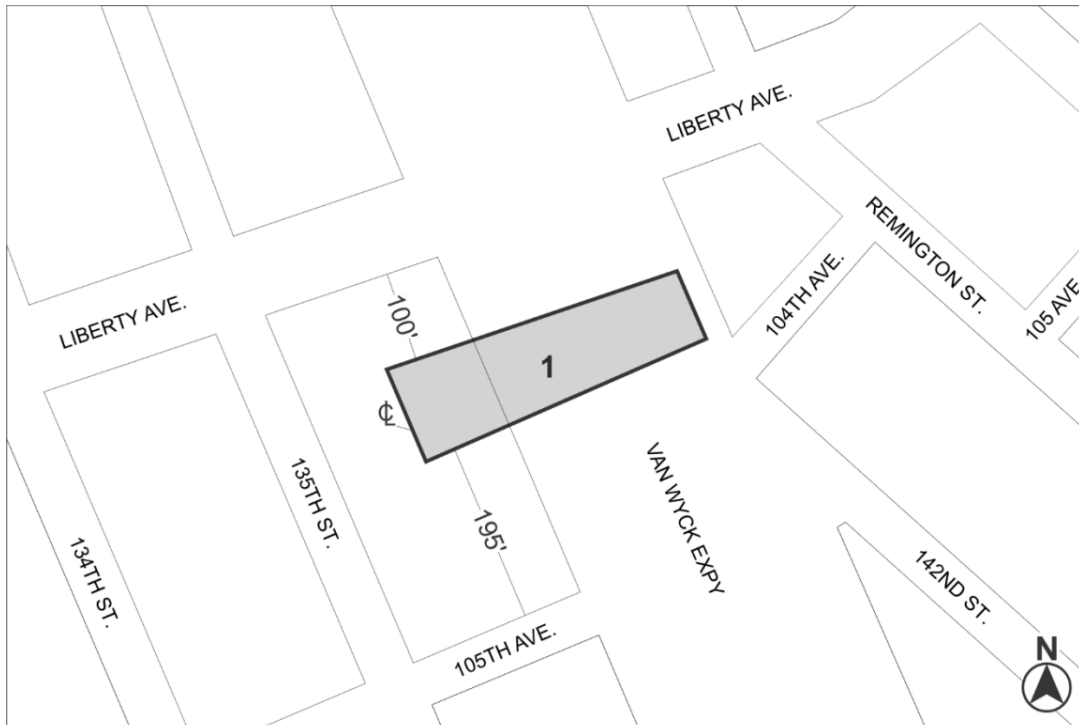 LIBERTY AVE.
REMINGTON ST.
104TH AVE.
105 AVE.
LIBERTY AVE.
100'
1
℄
195'
135TH ST.
134TH ST.
VAN WYCK EXPY
142ND ST.
105TH AVE.
N